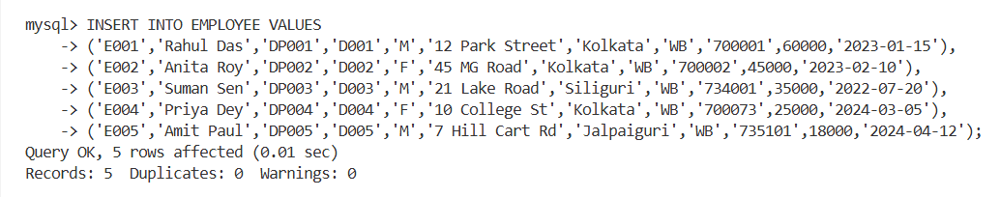 mysql> INSERT INTO EMPLOYEE VALUES
-> ('E001','Rahul Das','DP001','D001','M','12 Park Street','Kolkata','WB','700001',60000,'2023-01-15'),
-> ('E002','Anita Roy','DP002','D002','F','45 MG Road','Kolkata','WB','700002',45000,'2023-02-10'),
-> ('E003','Suman Sen','DP003','D003','M','21 Lake Road','Siliguri','WB','734001',35000,'2022-07-20'),
-> ('E004','Priya Dey','DP004','D004','F','10 College St','Kolkata','WB','700073',25000,'2024-03-05'),
-> ('E005','Amit Paul','DP005','D005','M','7 Hill Cart Rd','Jalpaiguri','WB','735101',18000,'2024-04-12');
Query OK, 5 rows affected (0.01 sec)
Records: 5  Duplicates: 0  Warnings: 0